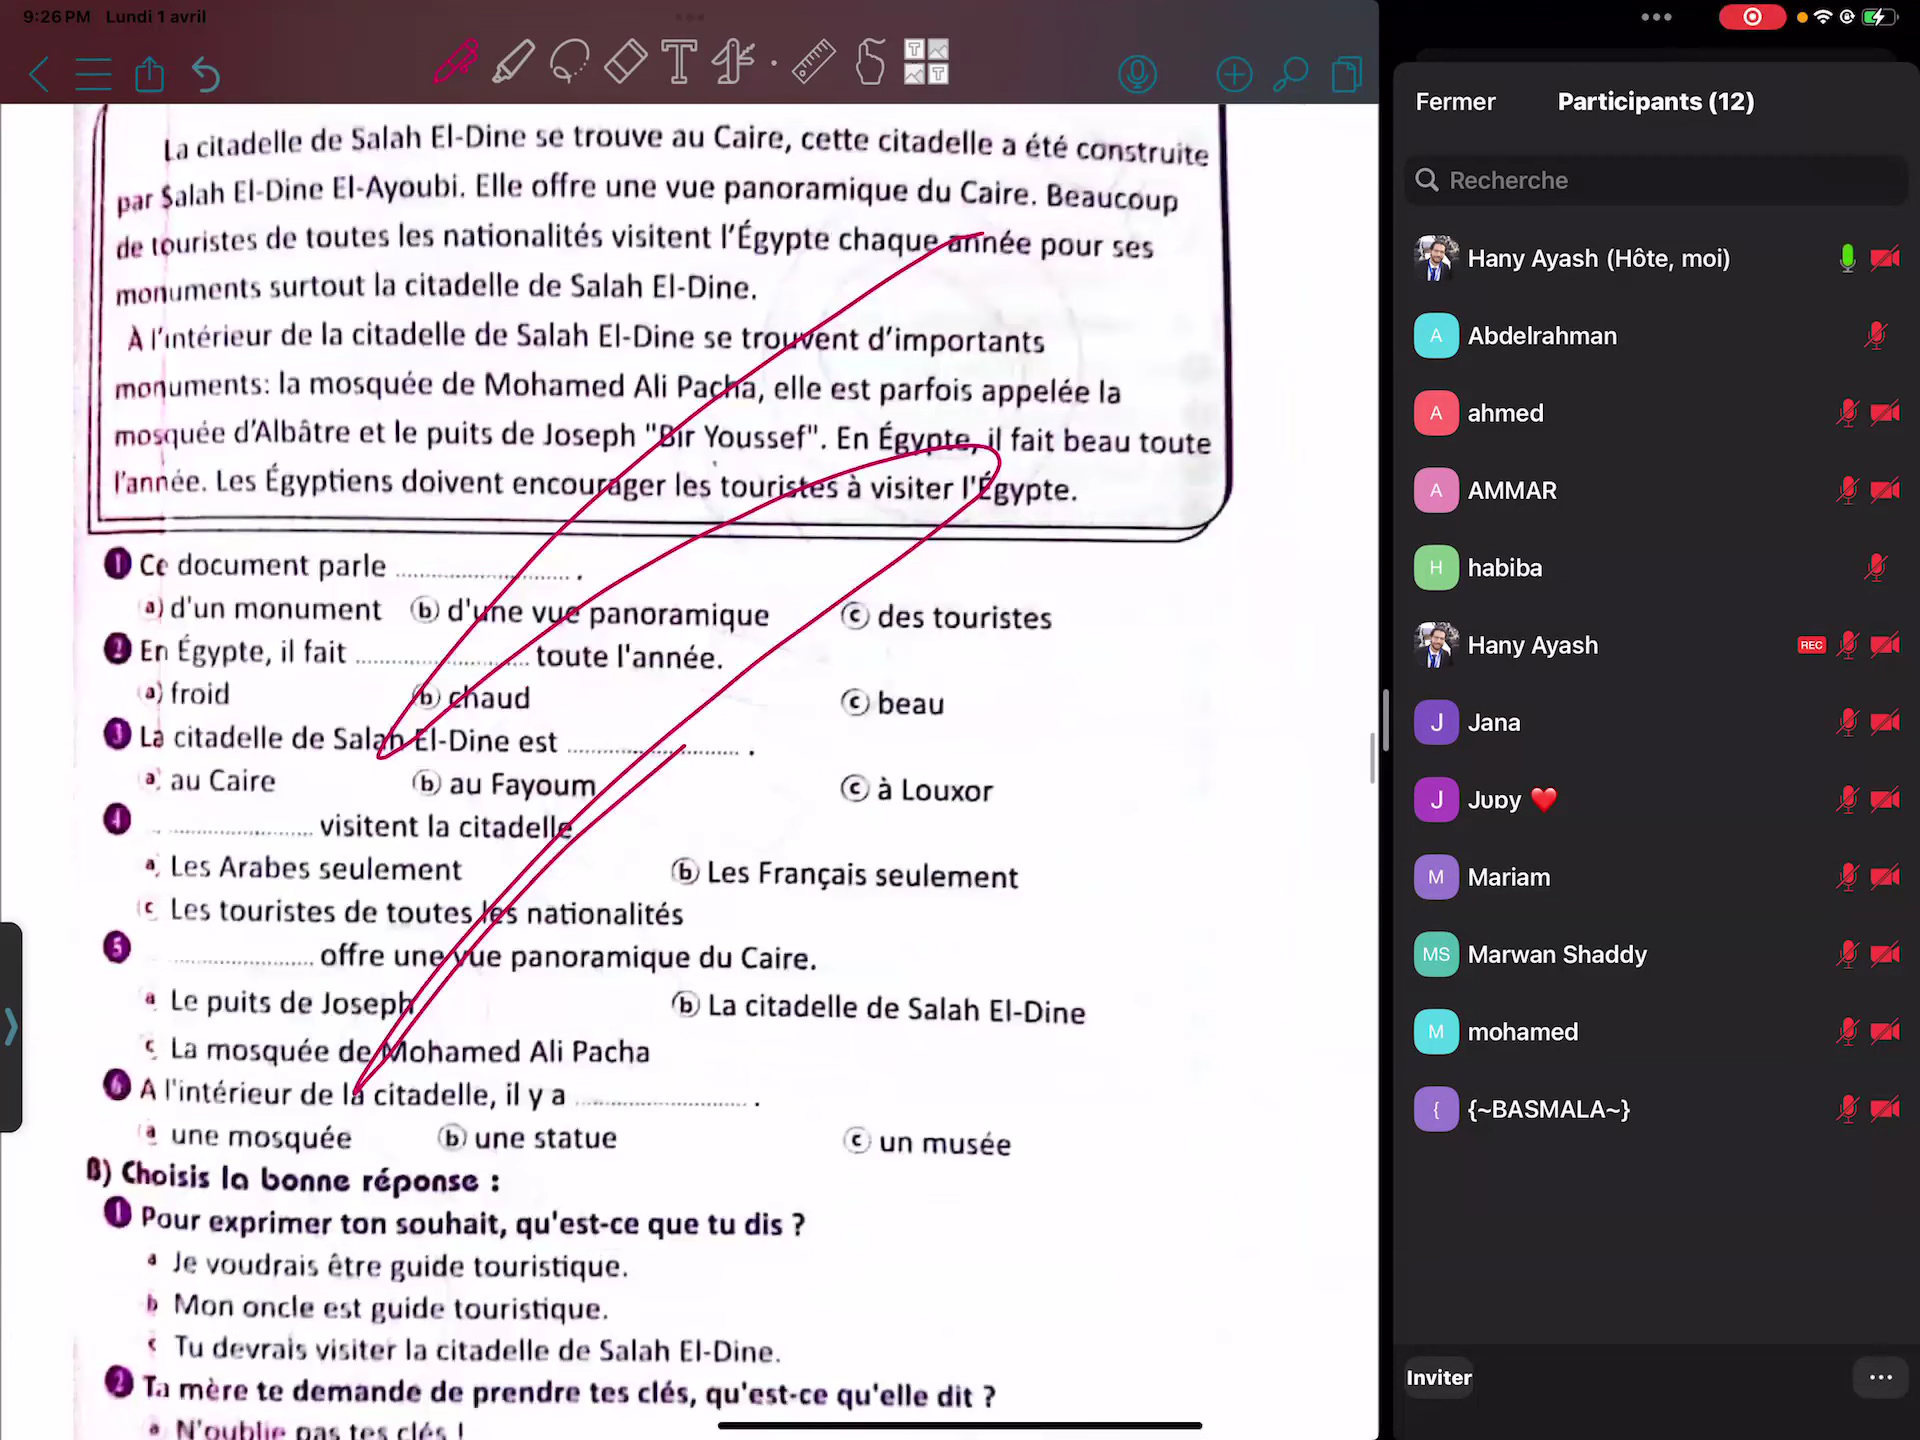 9:26 PM Lundi 1 avril
La citadelle de Salah El-Dine se trouve au Caire, cette citadelle a été construite
par Salah El-Dine El-Ayoubi. Elle offre une vue panoramique du Caire. Beaucoup
de touristes de toutes les nationalités visitent l'Égypte chaque année pour ses
monuments surtout la citadelle de Salah El-Dine.
À l'intérieur de la citadelle de Salah El-Dine se trouvent d'importants
monuments: la mosquée de Mohamed Ali Pacha, elle est parfois appelée la
mosquée d'Albâtre et le puits de Joseph "Bir Youssef". En Égypte, il fait beau toute
l'année. Les Égyptiens doivent encourager les touristes à visiter l'Égypte.
1 Ce document parle .................... .
a) d'un monument b) d'une vue panoramique c) des touristes
2 En Égypte, il fait .................... toute l'année.
a) froid b) chaud c) beau
3 La citadelle de Salah El-Dine est .................... .
a) au Caire b) au Fayoum c) à Louxor
4 .................... visitent la citadelle
a) Les Arabes seulement b) Les Français seulement
c) Les touristes de toutes les nationalités
5 .................... offre une vue panoramique du Caire.
a Le puits de Joseph b) La citadelle de Salah El-Dine
c La mosquée de Mohamed Ali Pacha
6 A l'intérieur de la citadelle, il y a .................... .
a une mosquée b) une statue c) un musée
B) Choisis la bonne réponse :
1 Pour exprimer ton souhait, qu'est-ce que tu dis ?
a Je voudrais être guide touristique.
b Mon oncle est guide touristique.
c Tu devrais visiter la citadelle de Salah El-Dine.
2 Ta mère te demande de prendre tes clés, qu'est-ce qu'elle dit ?
a N'oublie pas tes clés !
Fermer Participants (12)
Recherche
Hany Ayash (Hôte, moi)
A Abdelrahman
A ahmed
A AMMAR
H habiba
Hany Ayash REC
J Jana
J Jupy ❤️
M Mariam
MS Marwan Shaddy
M mohamed
{ {~BASMALA~}
Inviter